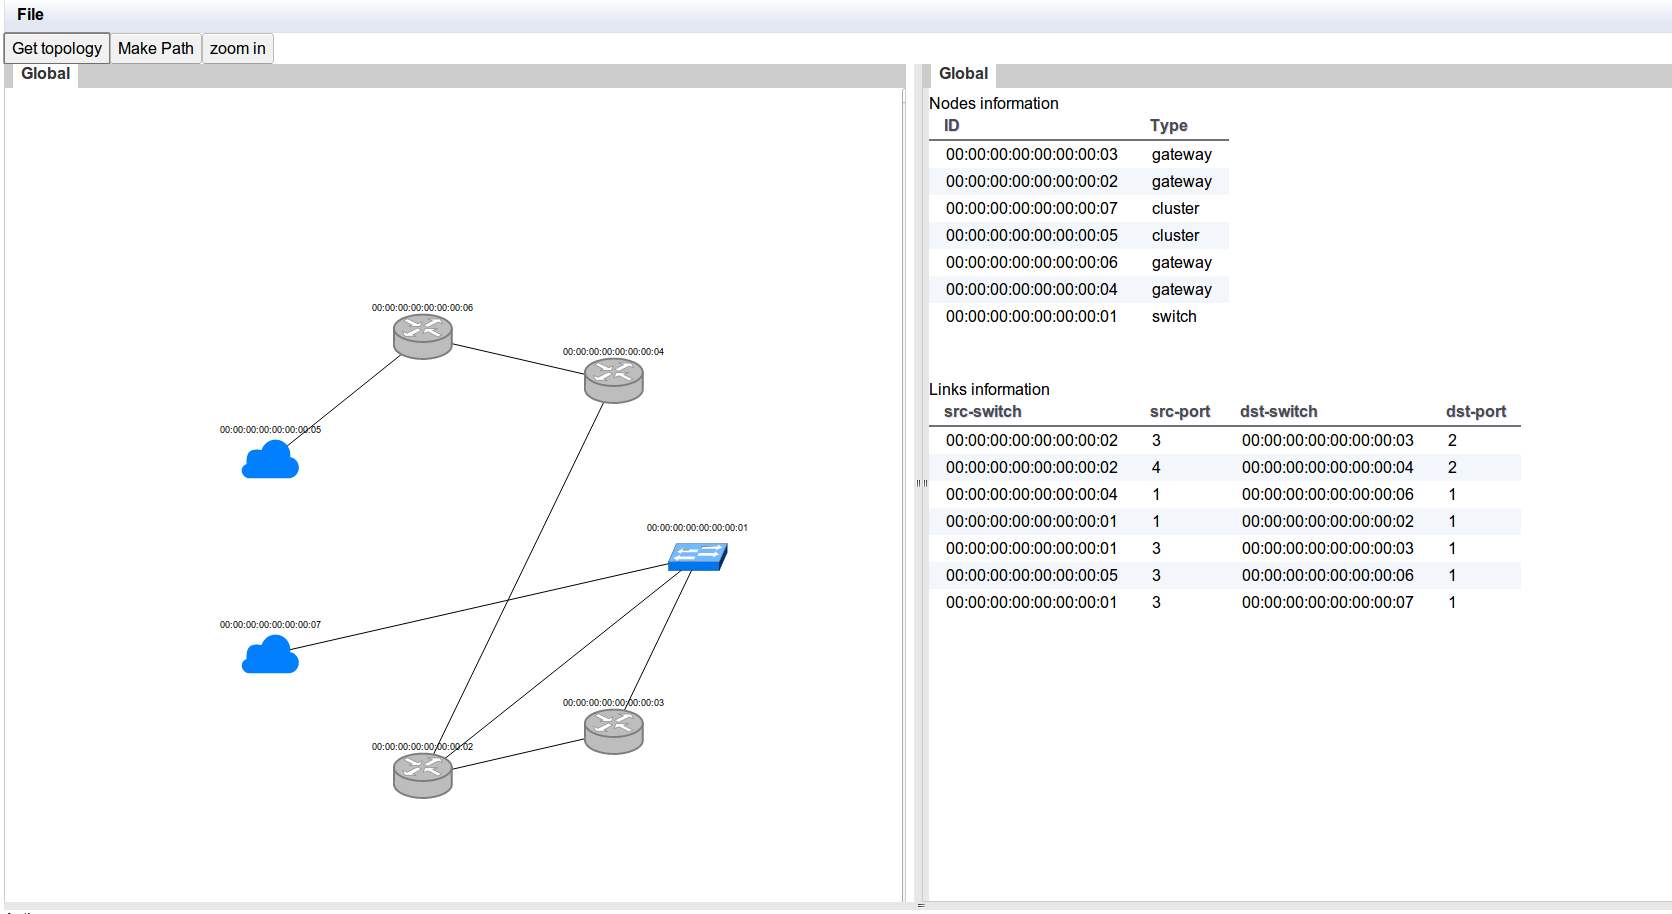 File
Get topology Make Path zoom in
Global
00:00:00:00:00:00:00:06
00:00:00:00:00:00:00:04
00:00:00:00:00:00:00:05
00:00:00:00:00:00:00:01
00:00:00:00:00:00:00:07
00:00:00:00:00:00:00:03
00:00:00:00:00:00:00:02
Global
Nodes information
ID Type
00:00:00:00:00:00:00:03 gateway
00:00:00:00:00:00:00:02 gateway
00:00:00:00:00:00:00:07 cluster
00:00:00:00:00:00:00:05 cluster
00:00:00:00:00:00:00:06 gateway
00:00:00:00:00:00:00:04 gateway
00:00:00:00:00:00:00:01 switch
Links information
src-switch src-port dst-switch dst-port
00:00:00:00:00:00:00:02 3 00:00:00:00:00:00:00:03 2
00:00:00:00:00:00:00:02 4 00:00:00:00:00:00:00:04 2
00:00:00:00:00:00:00:04 1 00:00:00:00:00:00:00:06 1
00:00:00:00:00:00:00:01 1 00:00:00:00:00:00:00:02 1
00:00:00:00:00:00:00:01 3 00:00:00:00:00:00:00:03 1
00:00:00:00:00:00:00:05 3 00:00:00:00:00:00:00:06 1
00:00:00:00:00:00:00:01 3 00:00:00:00:00:00:00:07 1